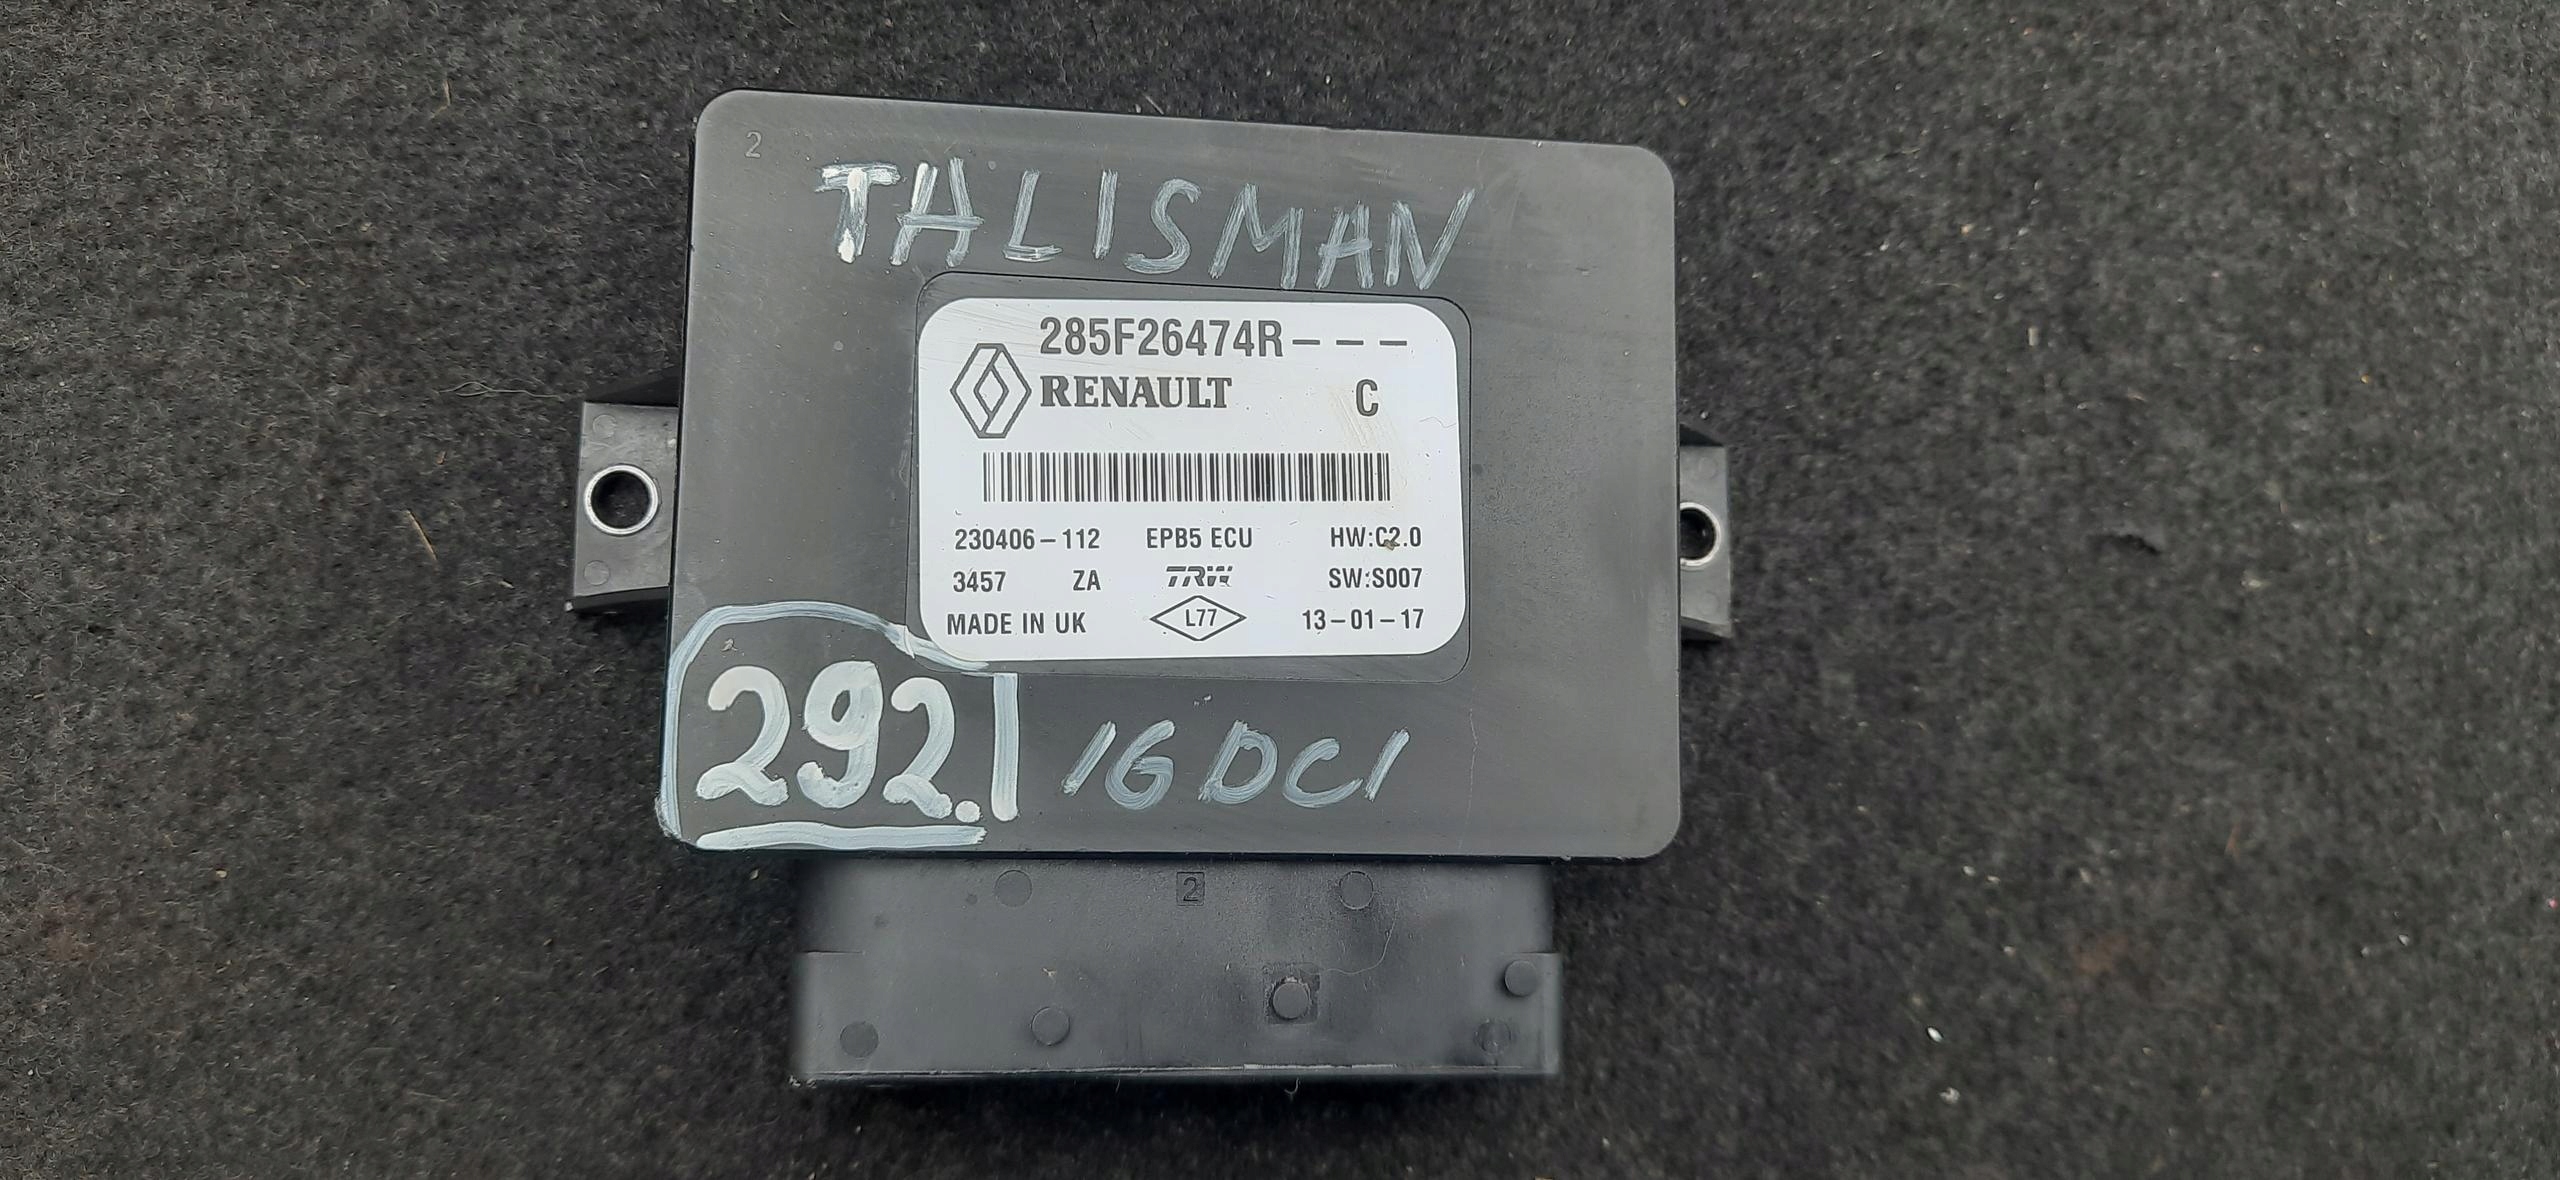 2
TALISMAN
285F26474R---
RENAULT C
230406-112 EPB5 ECU HW:C2.0
3457 ZA TRW SW:S007
MADE IN UK L77 13-01-17
292. 16 DCI
2